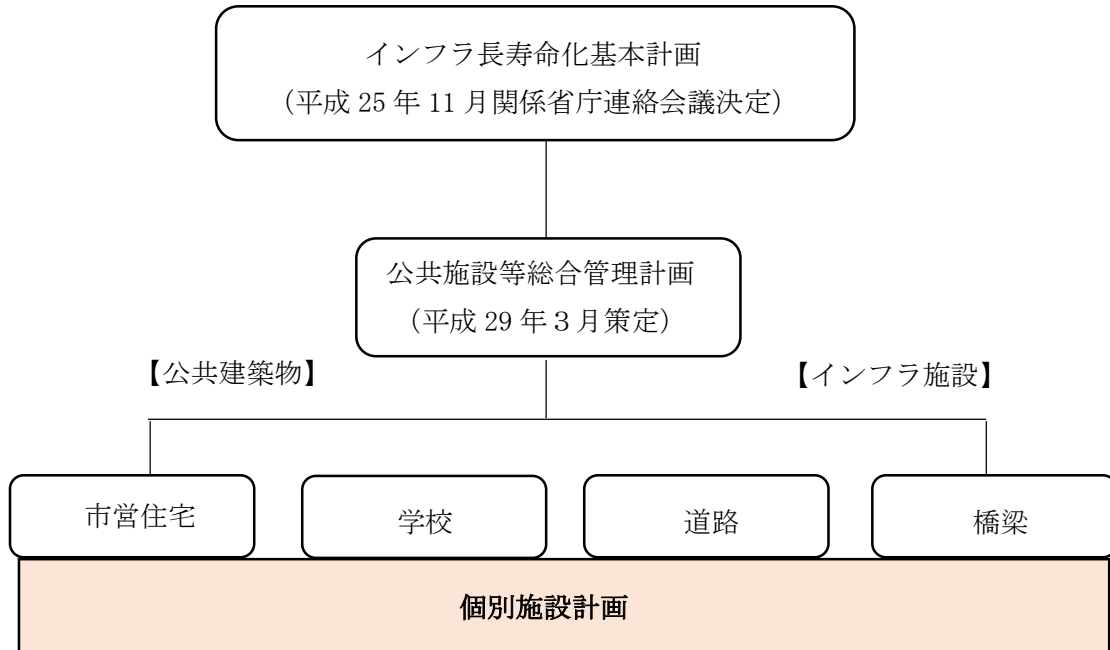 インフラ長寿命化基本計画
（平成 25 年 11 月関係省庁連絡会議決定）
公共施設等総合管理計画
（平成 29 年３月策定）
【公共建築物】
【インフラ施設】
市営住宅
学校
道路
橋梁
個別施設計画